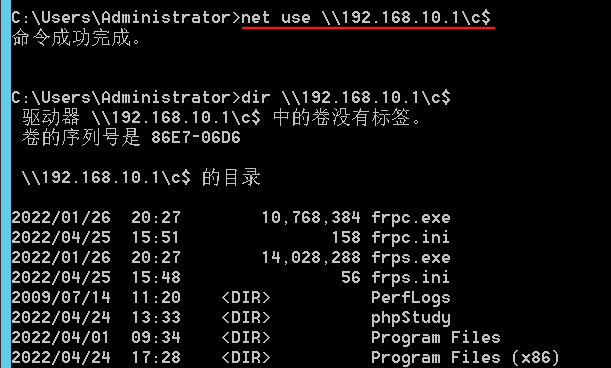 C:\Users\Administrator>net use \\192.168.10.1\c$
命令成功完成。
C:\Users\Administrator>dir \\192.168.10.1\c$
驱动器 \\192.168.10.1\c$ 中的卷没有标签。
卷的序列号是 86E7-06D6
\\192.168.10.1\c$ 的目录
2022/01/26  20:27        10,768,384 frpc.exe
2022/04/25  15:51               158 frpc.ini
2022/01/26  20:27        14,028,288 frps.exe
2022/04/25  15:48                56 frps.ini
2009/07/14  11:20    <DIR>          PerfLogs
2022/04/24  13:33    <DIR>          phpStudy
2022/04/01  09:34    <DIR>          Program Files
2022/04/24  17:28    <DIR>          Program Files (x86)